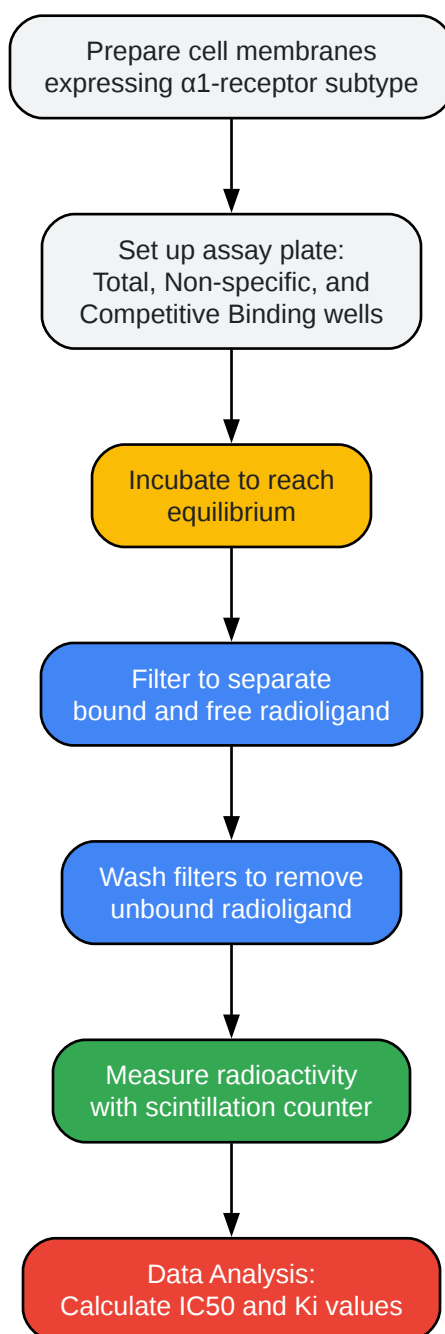 Prepare cell membranes
expressing α1-receptor subtype
Set up assay plate:
Total, Non-specific, and
Competitive Binding wells
Incubate to reach
equilibrium
Filter to separate
bound and free radioligand
Wash filters to remove
unbound radioligand
Measure radioactivity
with scintillation counter
Data Analysis:
Calculate IC50 and Ki values